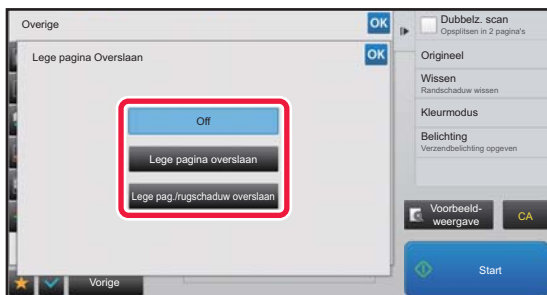 Overige
OK
Lege pagina Overslaan
OK
Off
Lege pagina overslaan
Lege pag./rugschaduw overslaan
Vorige
Dubbelz. scan
Opsplitsen in 2 pagina's
Origineel
Wissen
Randschaduw wissen
Kleurmodus
Belichting
Verzendbelichting opgeven
Voorbeeld-
weergave
CA
Start